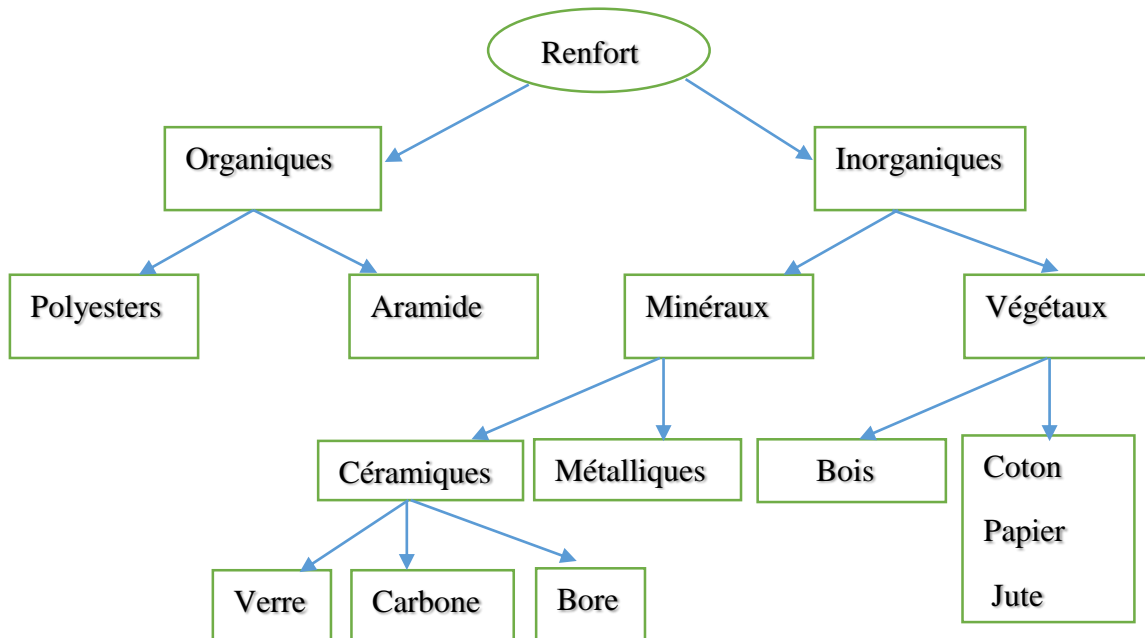 Renfort
Organiques
Inorganiques
Polyesters
Aramide
Minéraux
Végétaux
Céramiques
Métalliques
Bois
Coton
Papier
Jute
Verre
Carbone
Bore